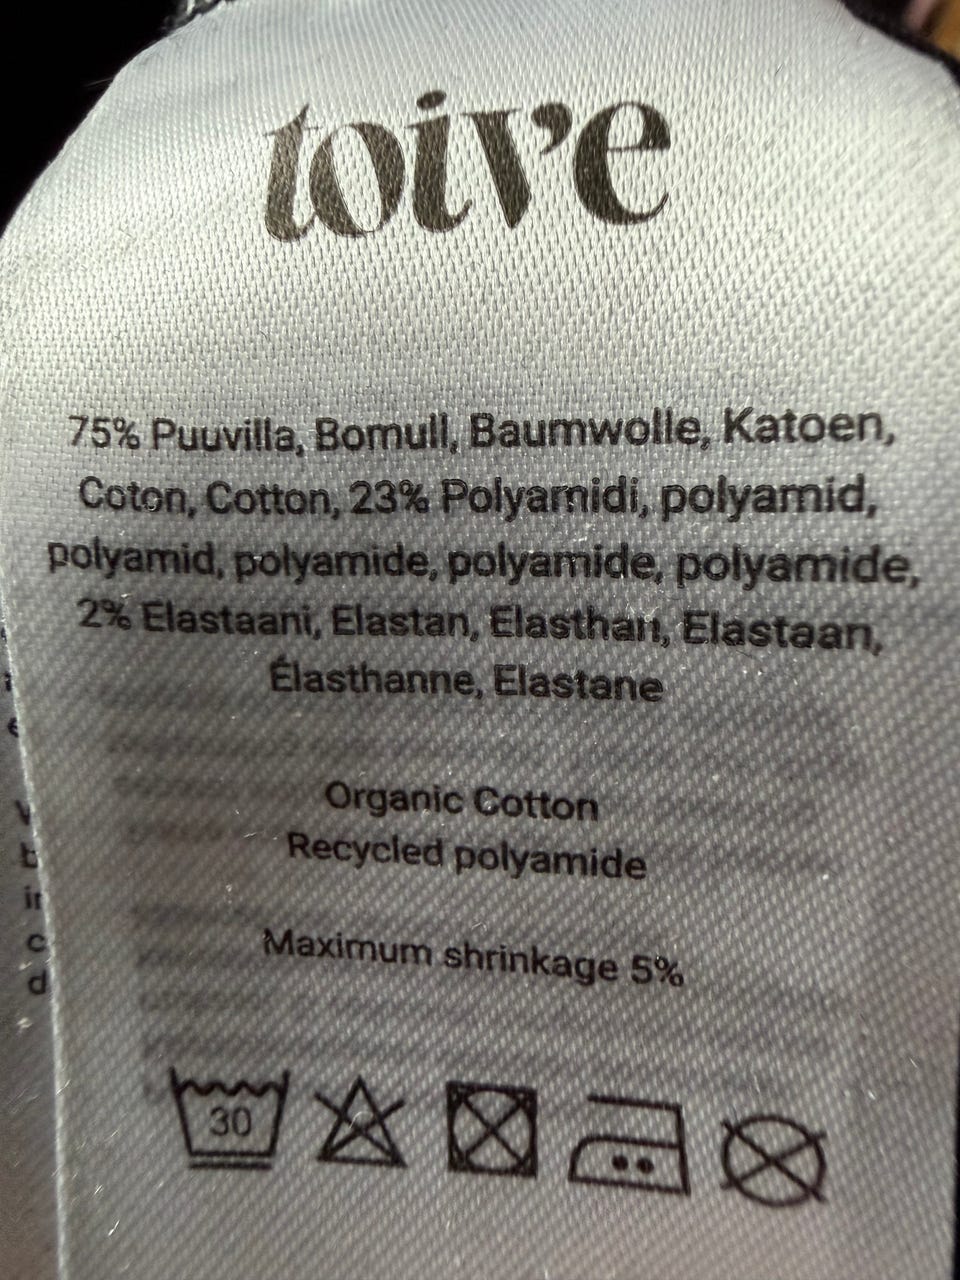 toive
75% Puuvilla, Bomull, Baumwolle, Katoen,
Coton, Cotton, 23% Polyamidi, polyamid,
polyamid, polyamide, polyamide, polyamide,
2% Elastaani, Elastan, Elasthan, Elastaan,
Élasthanne, Elastane
Organic Cotton
Recycled polyamide
Maximum shrinkage 5%
30